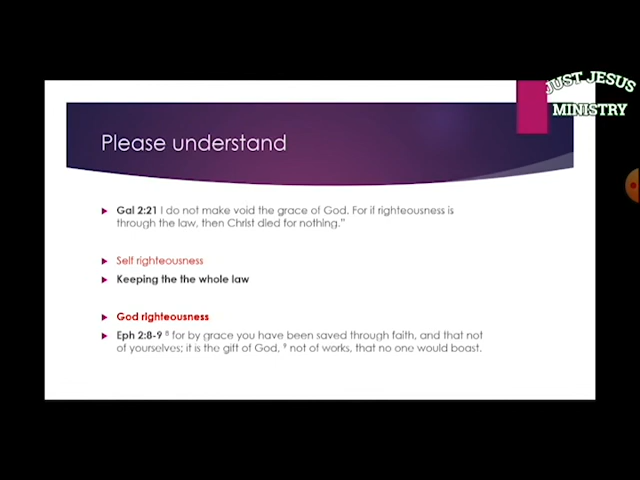 JUST JESUS
MINISTRY
Please understand
Gal 2:21 I do not make void the grace of God. For if righteousness is
through the law, then Christ died for nothing.”
Self righteousness
Keeping the the whole law
God righteousness
Eph 2:8-9 ⁸ for by grace you have been saved through faith, and that not
of yourselves; it is the gift of God, ⁹ not of works, that no one would boast.